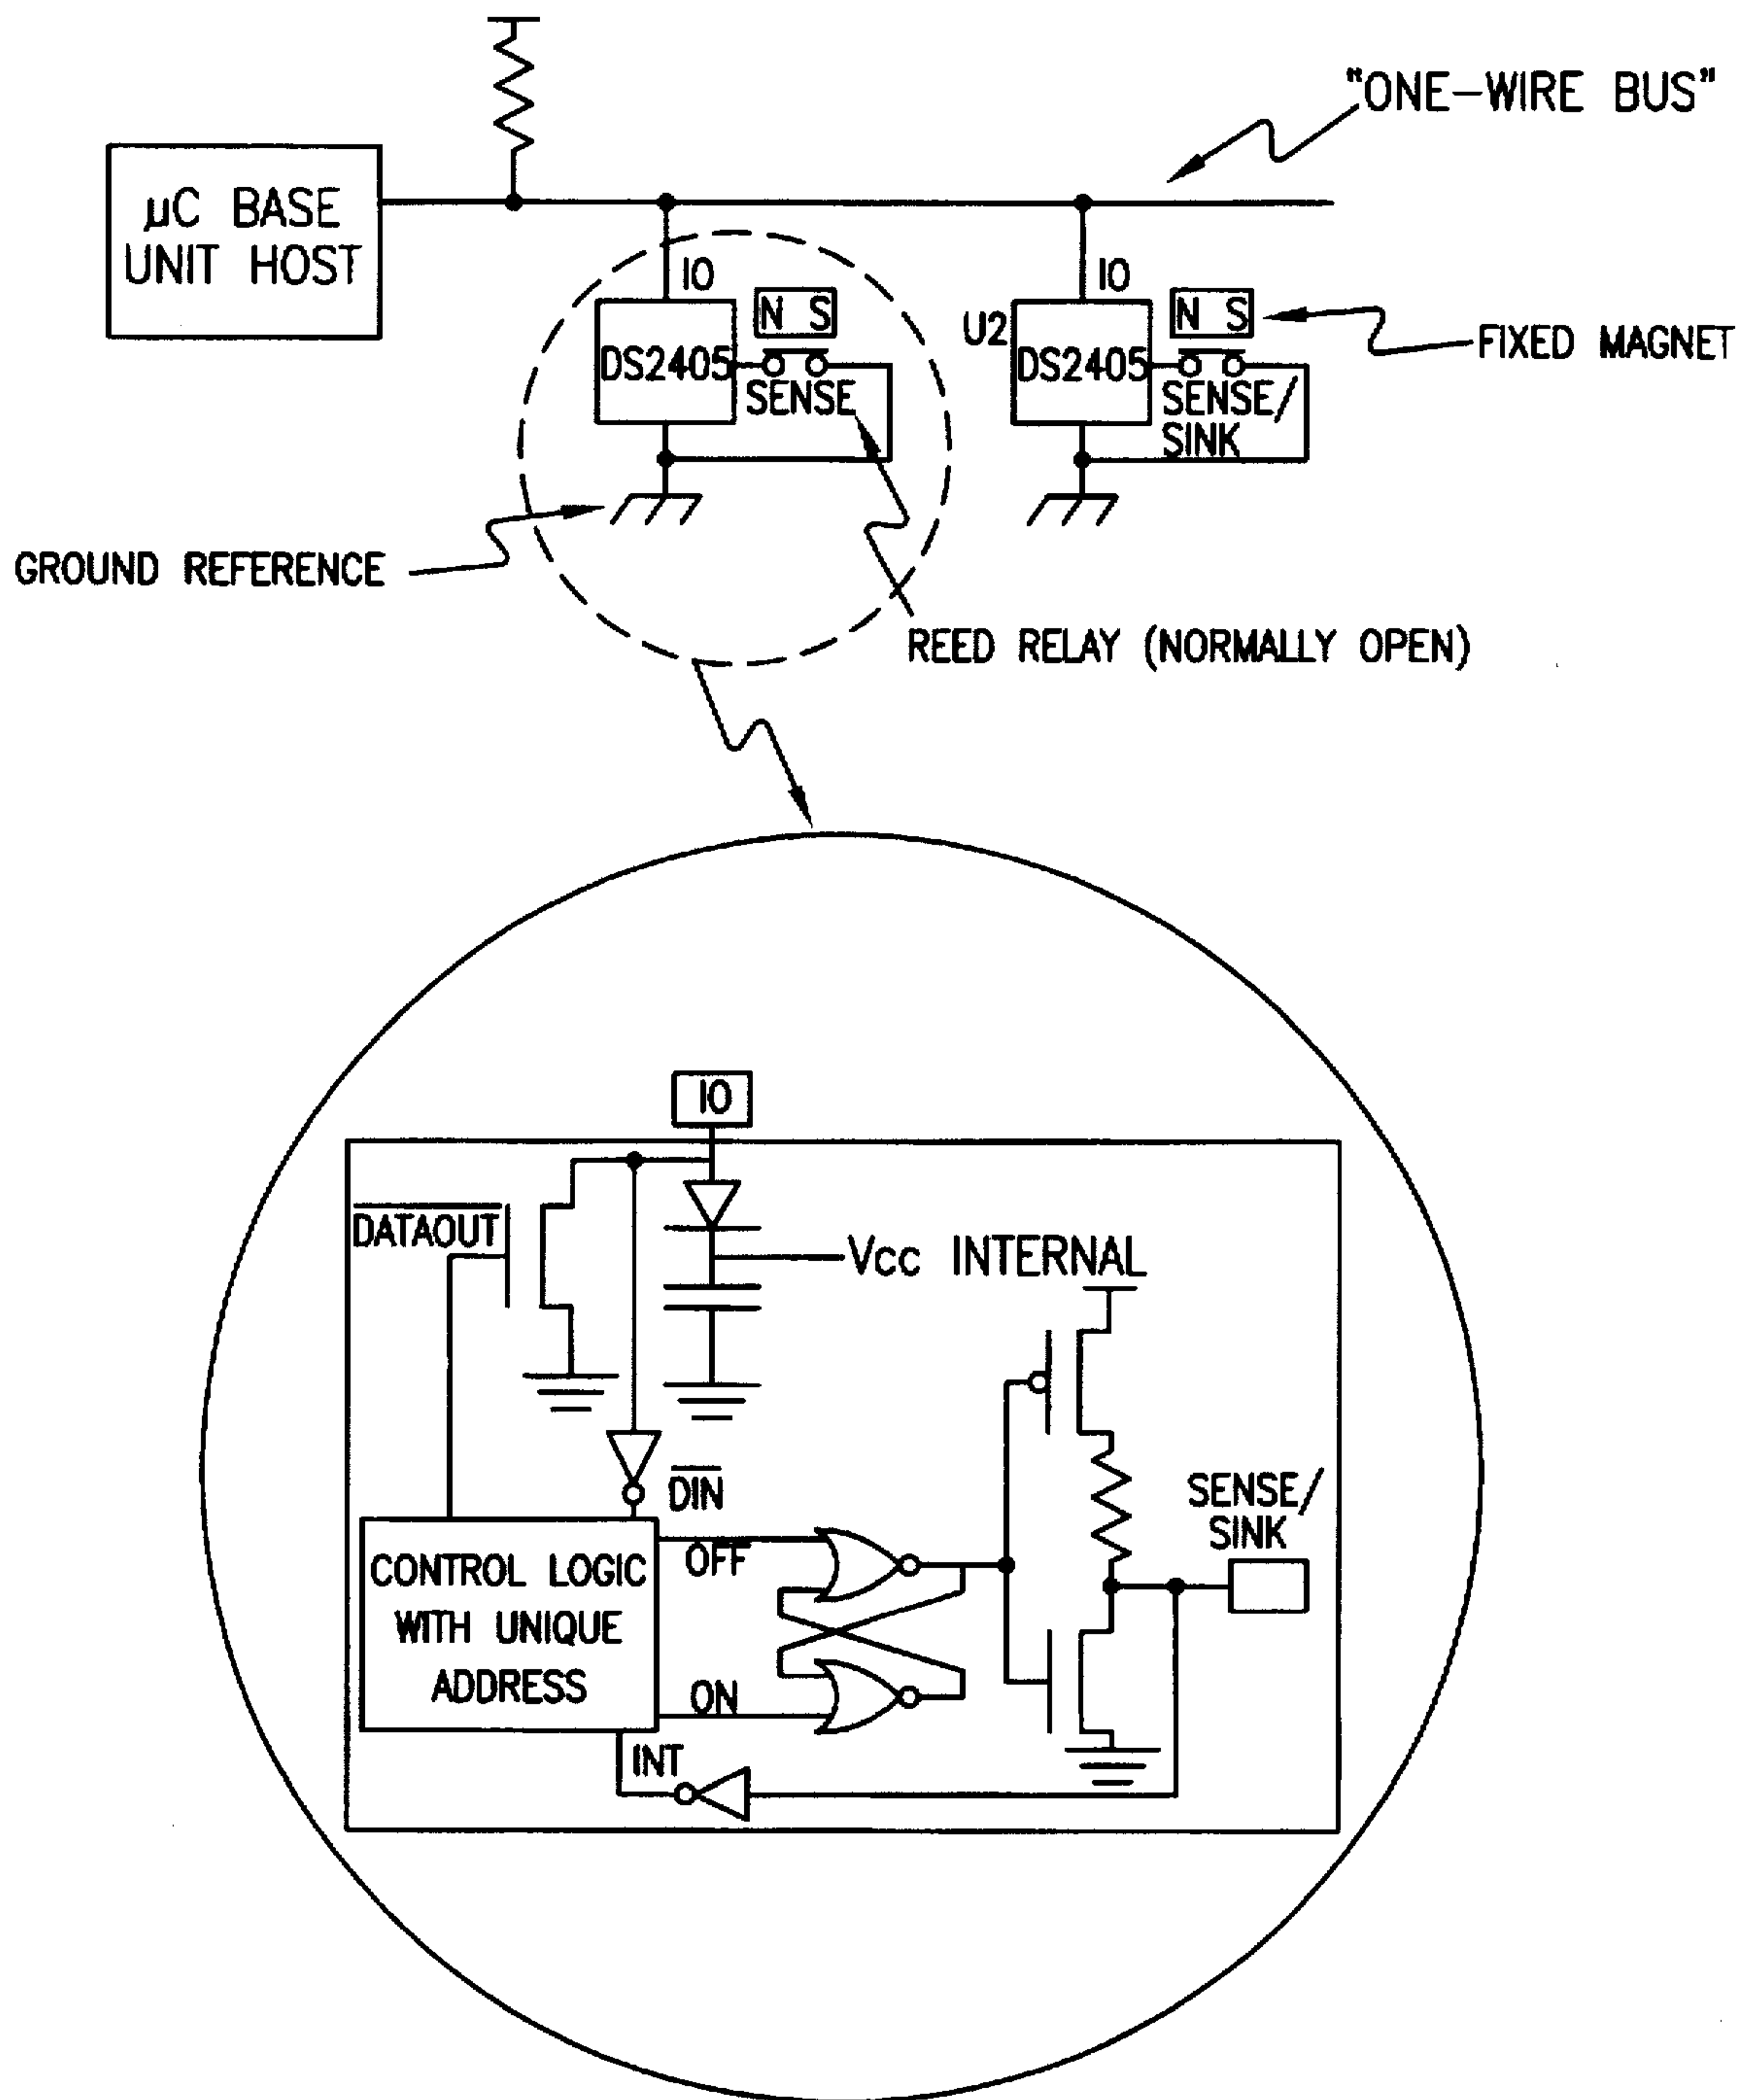 "ONE-WIRE BUS"
µC BASE
UNIT HOST
IO
N S
DS2405
SENSE
IO
N S
U2
DS2405
SENSE/
SINK
FIXED MAGNET
GROUND REFERENCE
REED RELAY (NORMALLY OPEN)
IO
DATAOUT
Vcc INTERNAL
DIN
SENSE/
SINK
OFF
CONTROL LOGIC
WITH UNIQUE
ADDRESS
ON
INT